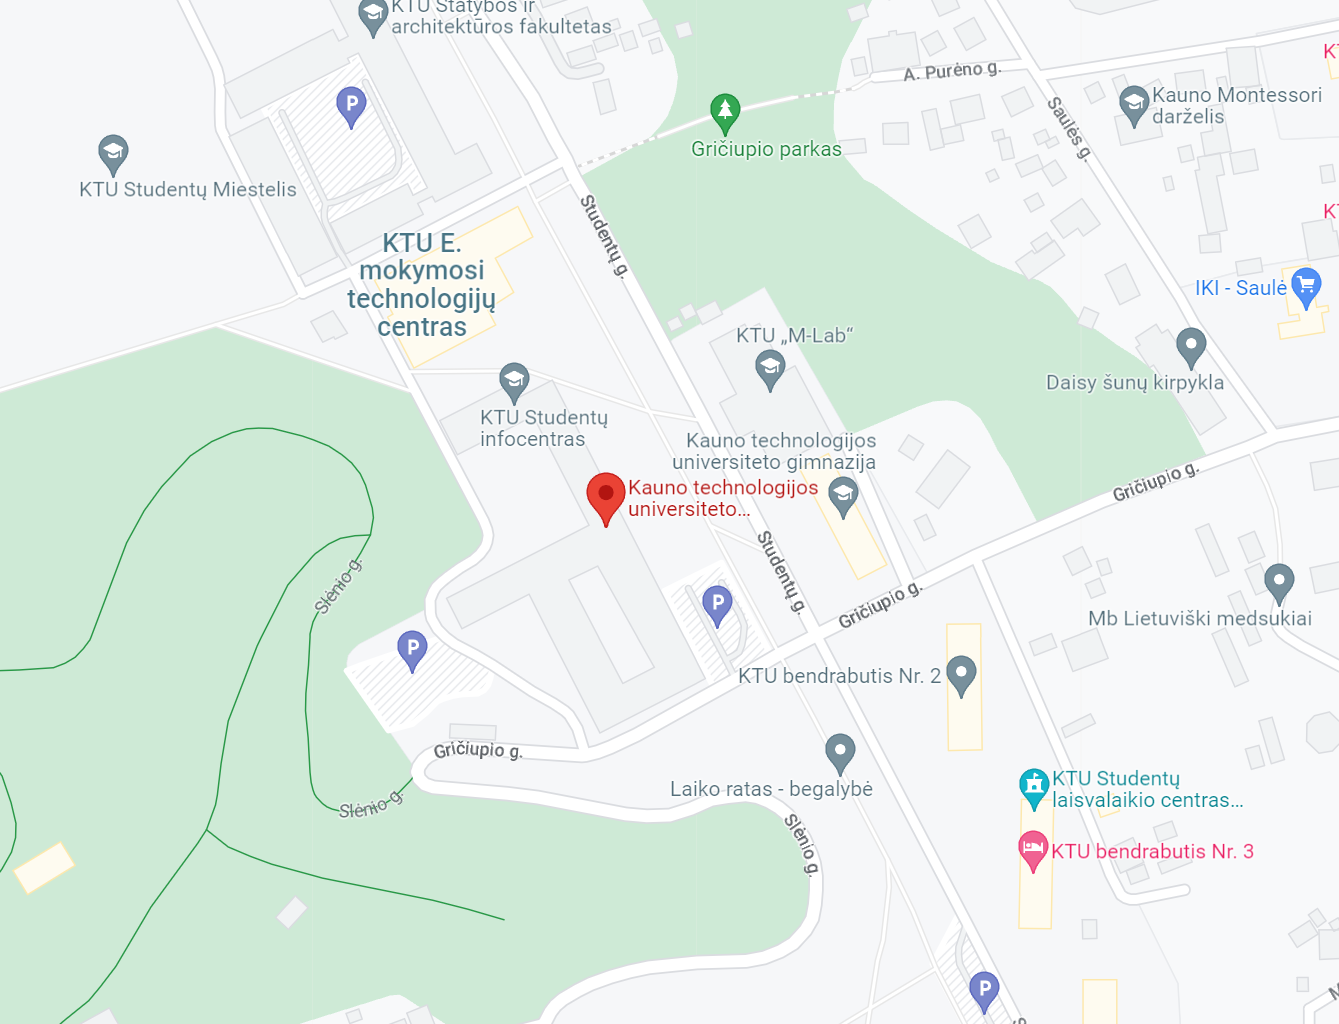 KTU Statybos ir
architektūros fakultetas
A. Purėno g.
Kauno Montessori
darželis
P
Saulės g.
Gričiupio parkas
KTU Studentų Miestelis
Studentų g.
KTU E.
mokymosi
technologijų
centras
IKI - Saulė
KTU „M-Lab“
Daisy šunų kirpykla
KTU Studentų
infocentras
Kauno technologijos
universiteto gimnazija
Kauno technologijos
universiteto...
Gričiupio g.
Studentų g.
Slėnio g.
P
Gričiupio g.
Mb Lietuviški medsukiai
P
KTU bendrabutis Nr. 2
Gričiupio g.
Laiko ratas - begalybė
KTU Studentų
laisvalaikio centras...
Slėnio g.
Slėnio g.
KTU bendrabutis Nr. 3
P